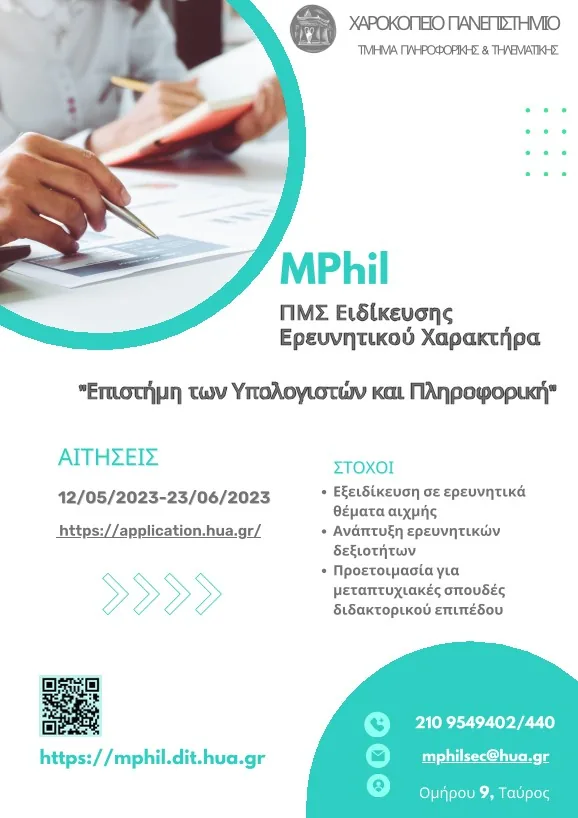 ΧΑΡΟΚΟΠΕΙΟ ΠΑΝΕΠΙΣΤΗΜΙΟ
ΤΜΗΜΑ ΠΛΗΡΟΦΟΡΙΚΗΣ & ΤΗΛΕΜΑΤΙΚΗΣ
MPhil
ΠΜΣ Ειδίκευσης
Ερευνητικού Χαρακτήρα
"Επιστήμη των Υπολογιστών και Πληροφορική"
ΑΙΤΗΣΕΙΣ
12/05/2023-23/06/2023
https://application.hua.gr/
ΣΤΟΧΟΙ
• Εξειδίκευση σε ερευνητικά
θέματα αιχμής
• Ανάπτυξη ερευνητικών
δεξιοτήτων
• Προετοιμασία για
μεταπτυχιακές σπουδές
διδακτορικού επιπέδου
https://mphil.dit.hua.gr
210 9549402/440
mphilsec@hua.gr
Ομήρου 9, Ταύρος